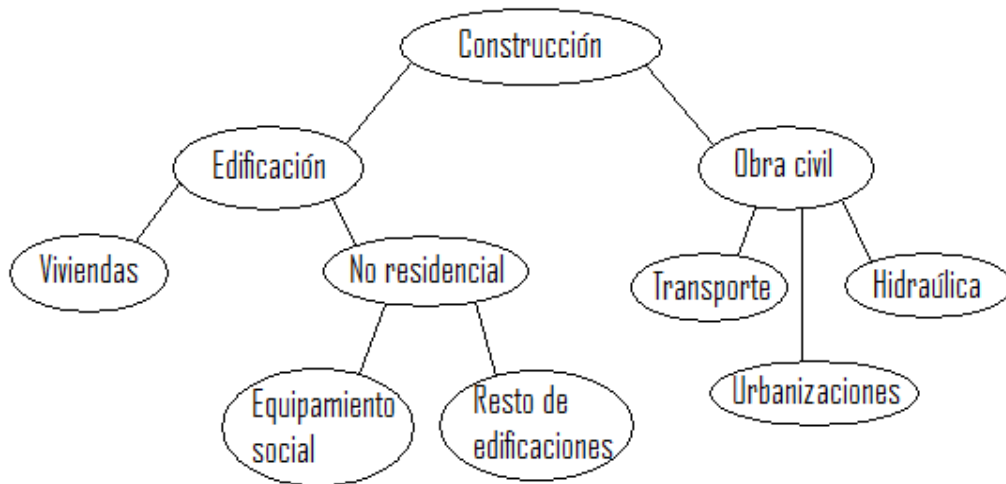 Construcción
Edificación
Obra civil
Viviendas
No residencial
Transporte
Hidraúlica
Urbanizaciones
Equipamiento
social
Resto de
edificaciones